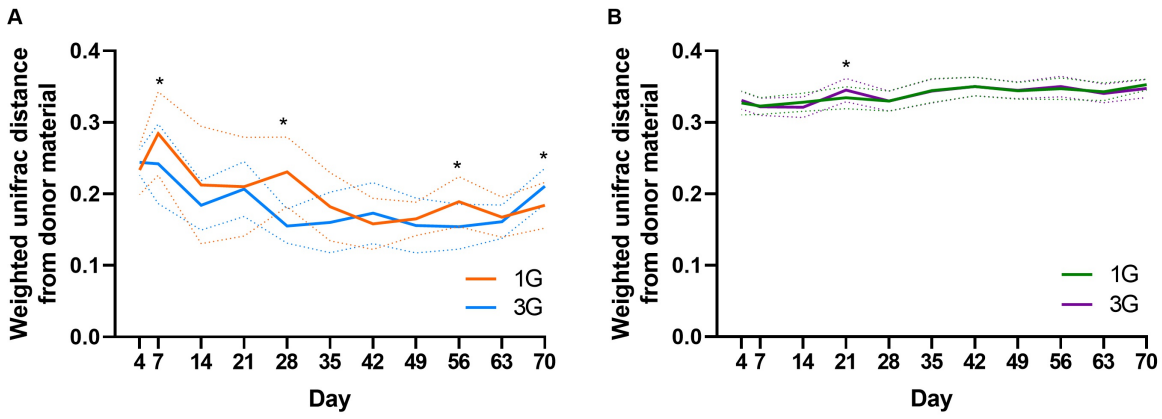 A
Weighted unifrac distance
from donor material
0.4
0.3
0.2
0.1
0.0
*
*
*
*
1G
3G
4 7 14 21 28 35 42 49 56 63 70
Day
B
Weighted unifrac distance
from donor material
0.4
0.3
0.2
0.1
0.0
*
1G
3G
4 7 14 21 28 35 42 49 56 63 70
Day